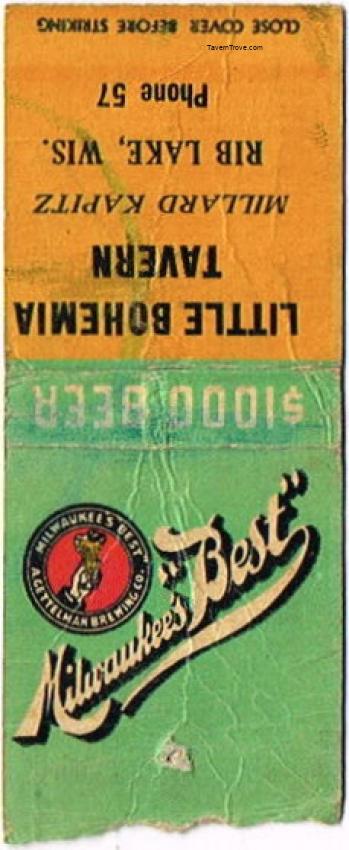 CLOSE COVER BEFORE STRIKING
TavernTrove.com
LITTLE BOHEMIA
TAVERN
MILLARD KAPITZ
RIB LAKE, WIS.
Phone 57
$1000 BEER
MILWAUKEE'S BEST
A. GETTELMAN BREWING CO.
Milwaukee's "Best"